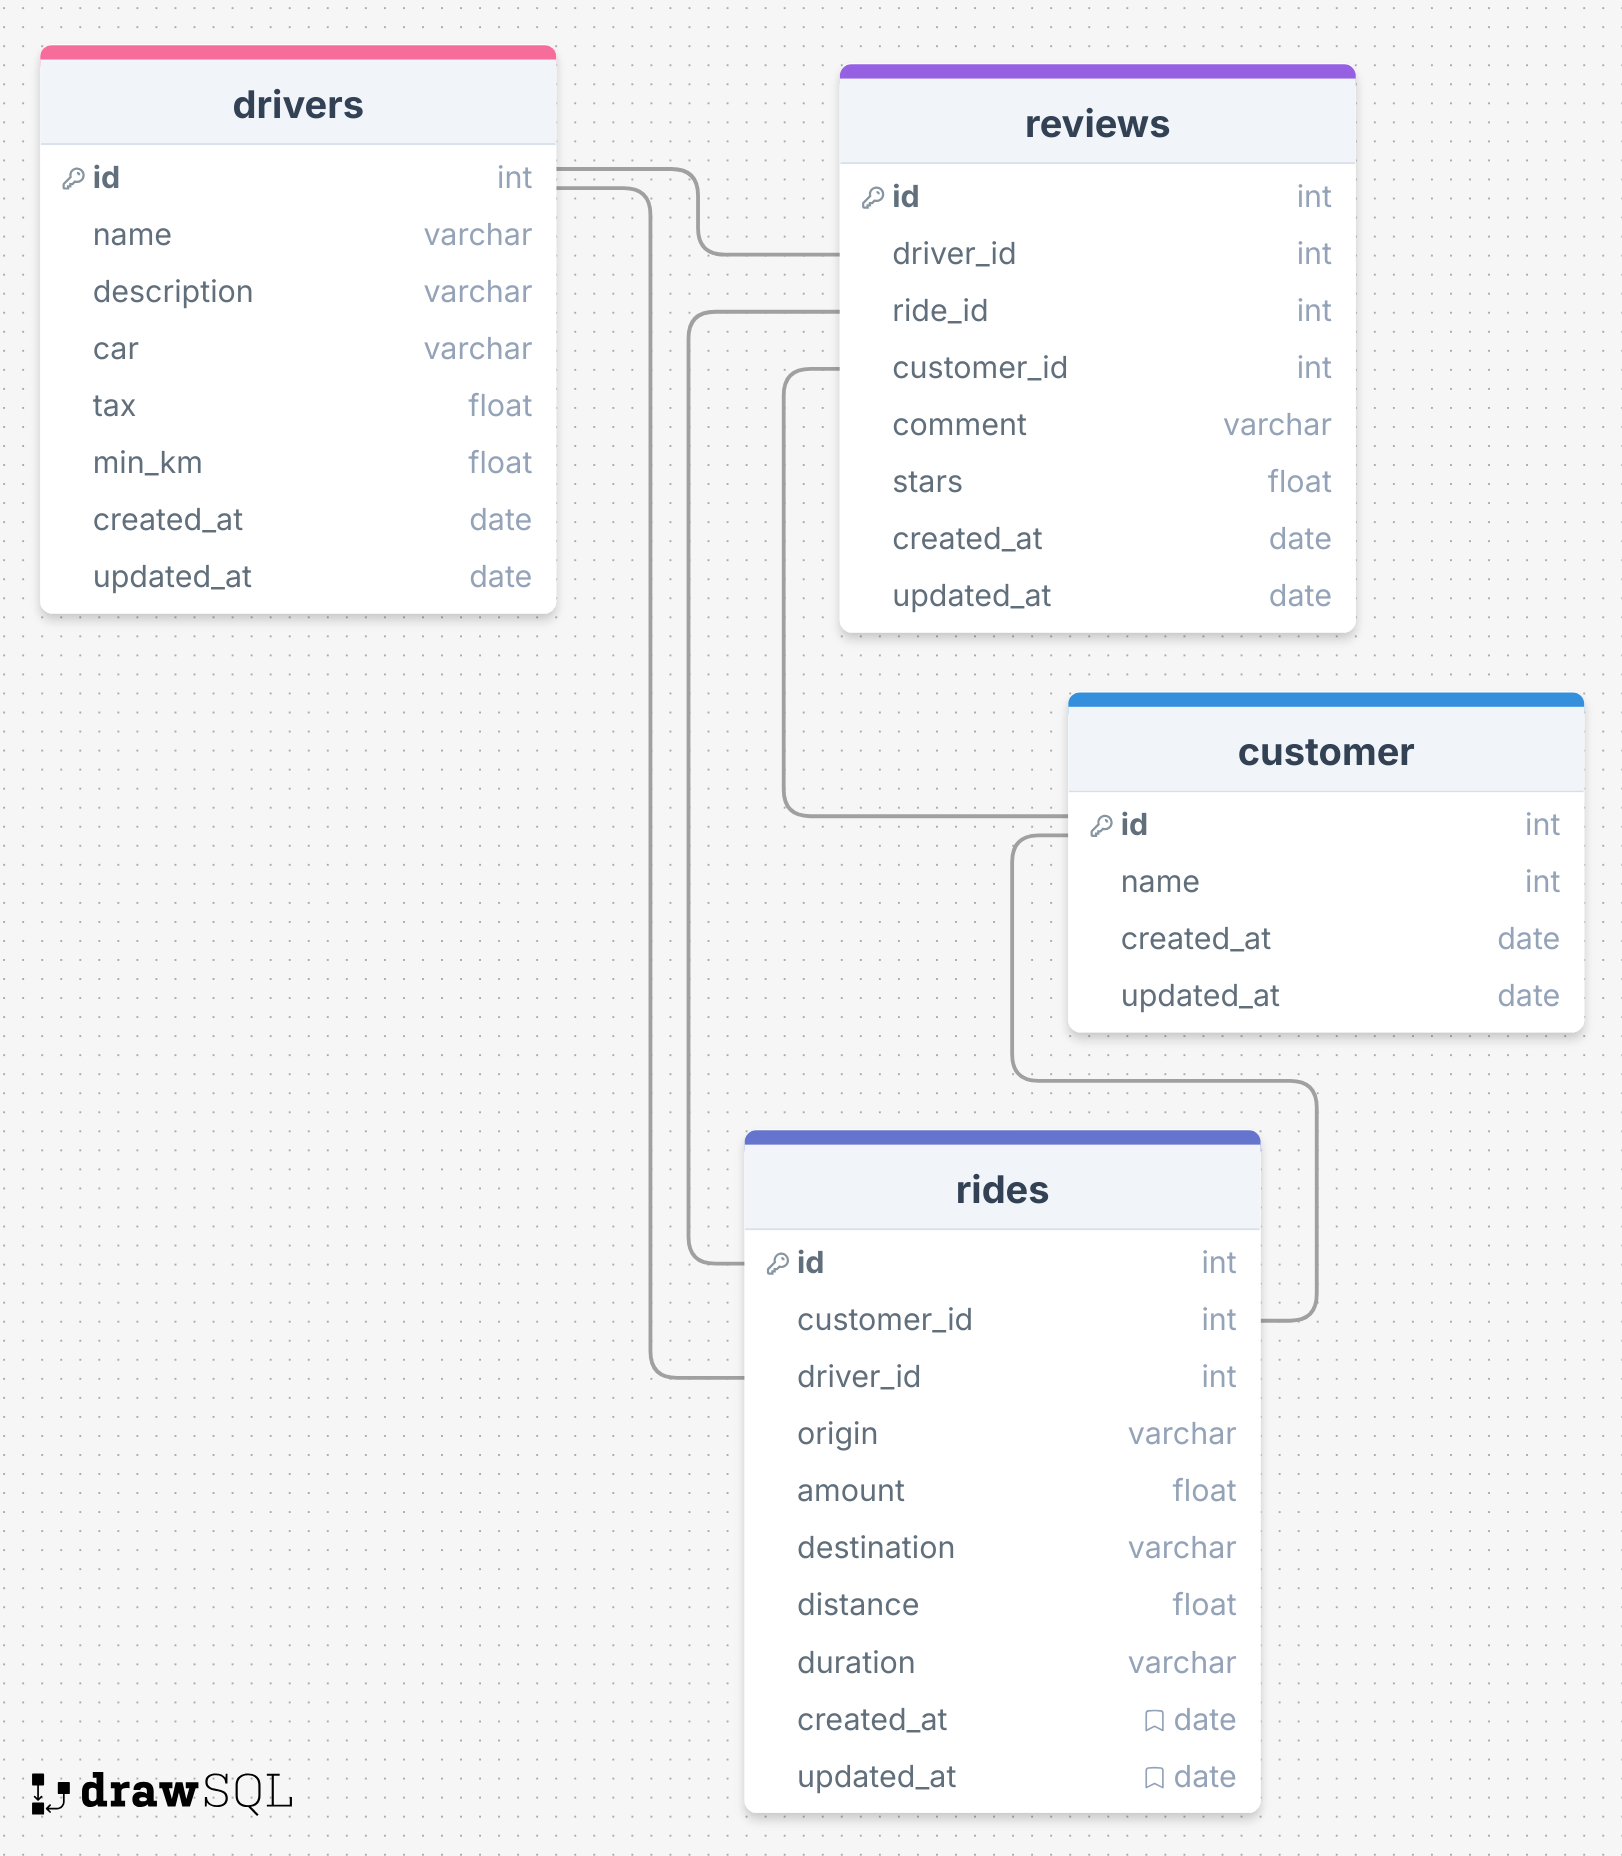 drivers
id int
name varchar
description varchar
car varchar
tax float
min_km float
created_at date
updated_at date
reviews
id int
driver_id int
ride_id int
customer_id int
comment varchar
stars float
created_at date
updated_at date
customer
id int
name int
created_at date
updated_at date
rides
id int
customer_id int
driver_id int
origin varchar
amount float
destination varchar
distance float
duration varchar
created_at date
updated_at date
drawSQL